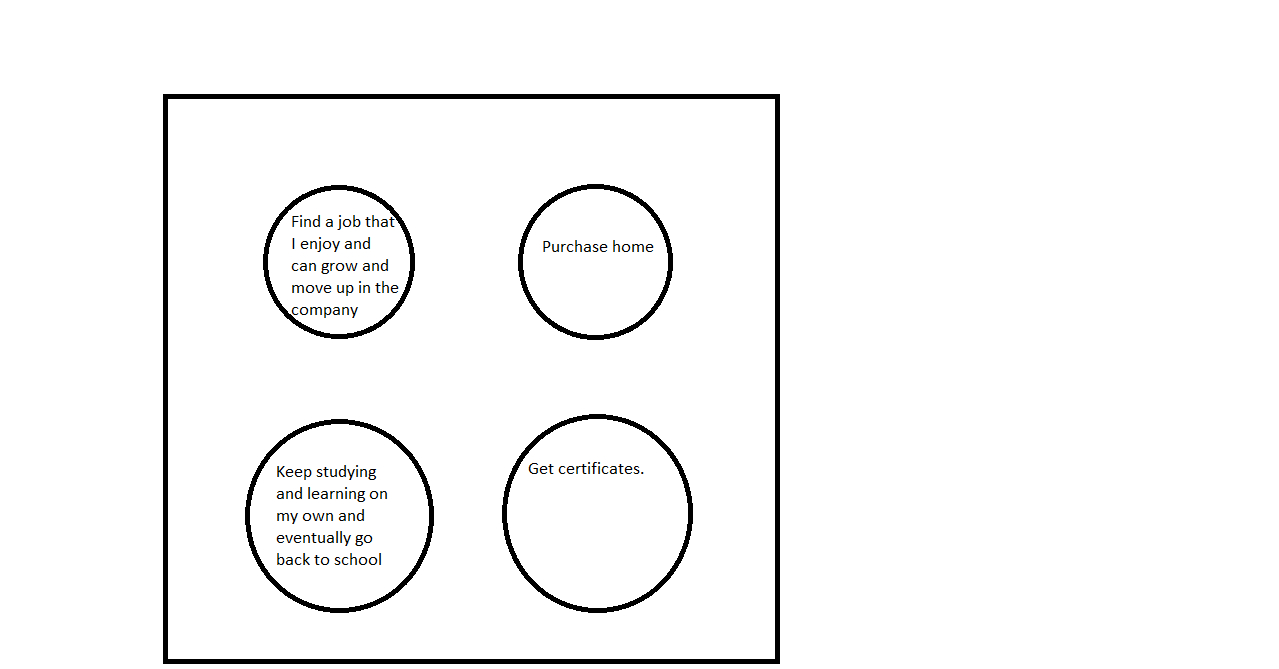 Find a job that
I enjoy and
can grow and
move up in the
company
Purchase home
Keep studying
and learning on
my own and
eventually go
back to school
Get certificates.